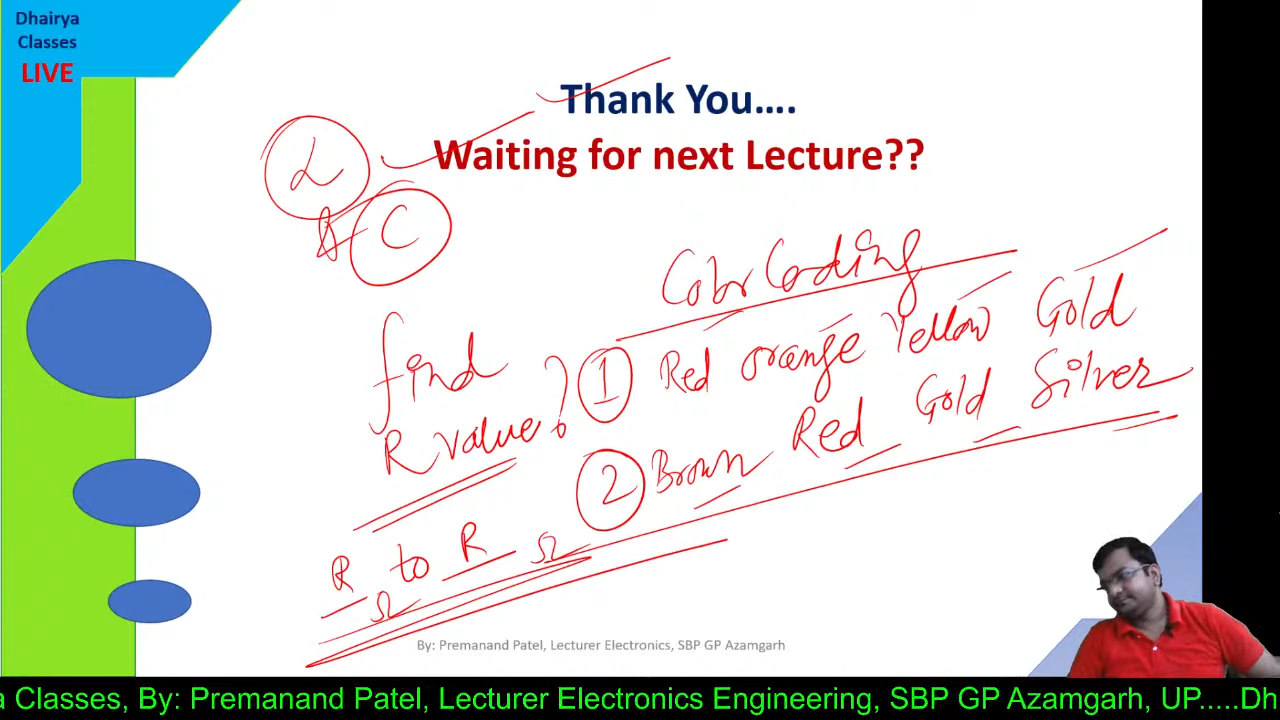 Dhairya
Classes
LIVE
Thank You....
Waiting for next Lecture??
L
& C
Color Coding
find
R value?
① Red Orange Yellow Gold
② Brown Red Gold Silver
R Ω to R Ω
By: Premanand Patel, Lecturer Electronics, SBP GP Azamgarh
a Classes, By: Premanand Patel, Lecturer Electronics Engineering, SBP GP Azamgarh, UP.....Dh